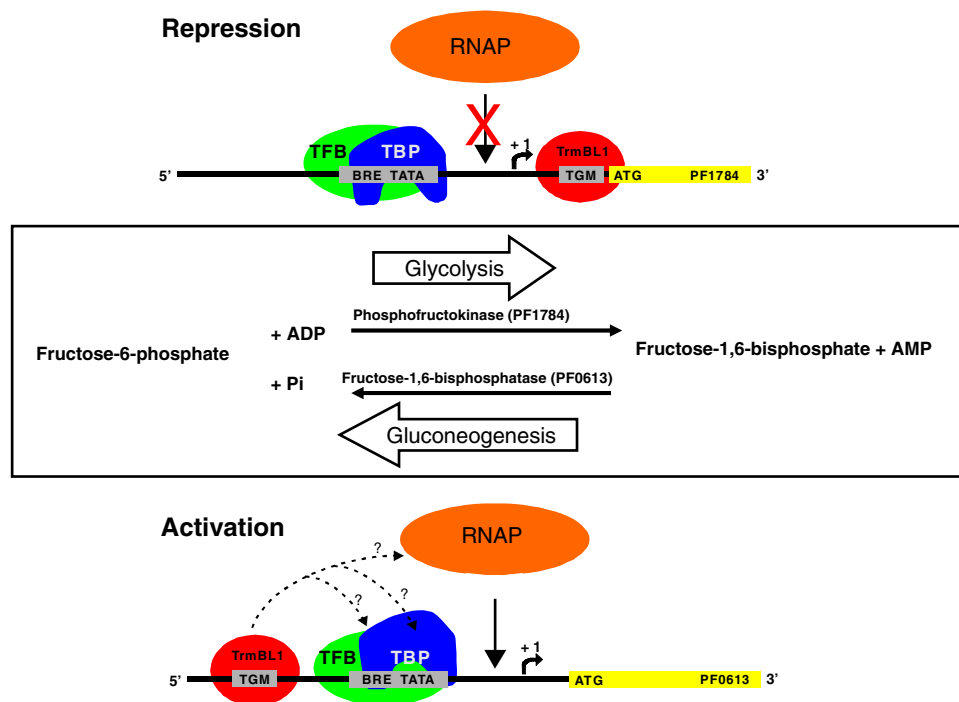 Repression
RNAP
X
+ 1
TFB TBP TrmBL1
5’ BRE TATA TGM ATG PF1784 3’
Glycolysis
Phosphofructokinase (PF1784)
+ ADP
Fructose-6-phosphate Fructose-1,6-bisphosphate + AMP
+ Pi Fructose-1,6-bisphosphatase (PF0613)
Gluconeogenesis
Activation
RNAP
?
? ?
+ 1
TrmBL1 TFB TBP
5’ TGM BRE TATA ATG PF0613 3’